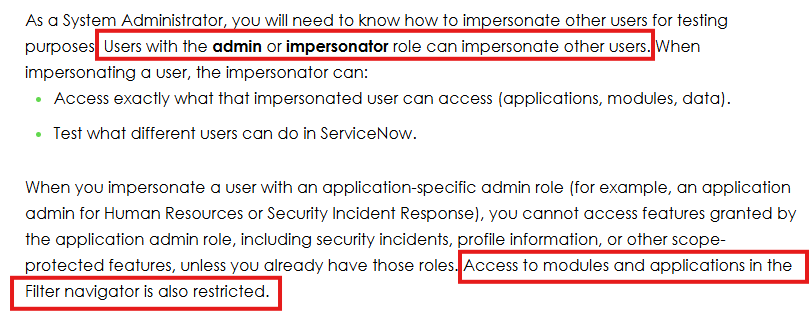 As a System Administrator, you will need to know how to impersonate other users for testing
purposes. Users with the admin or impersonator role can impersonate other users. When
impersonating a user, the impersonator can:
• Access exactly what that impersonated user can access (applications, modules, data).
• Test what different users can do in ServiceNow.
When you impersonate a user with an application-specific admin role (for example, an application
admin for Human Resources or Security Incident Response), you cannot access features granted by
the application admin role, including security incidents, profile information, or other scope-
protected features, unless you already have those roles. Access to modules and applications in the
Filter navigator is also restricted.